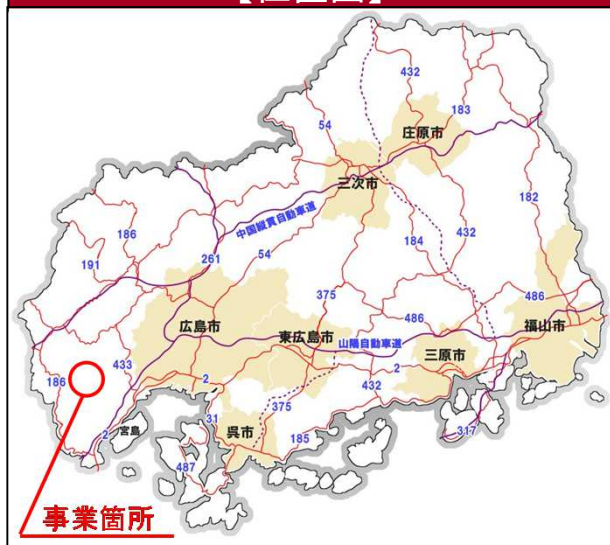 【位置図】
432
183
54
庄原市
三次市
182
中国縦貫自動車道
186
261
54
184
432
191
375
486
486
広島市
東広島市
山陽自動車道
福山市
三原市
186
433
2
2
432
375
31
呉市
185
宮島
2
317
487
事業箇所